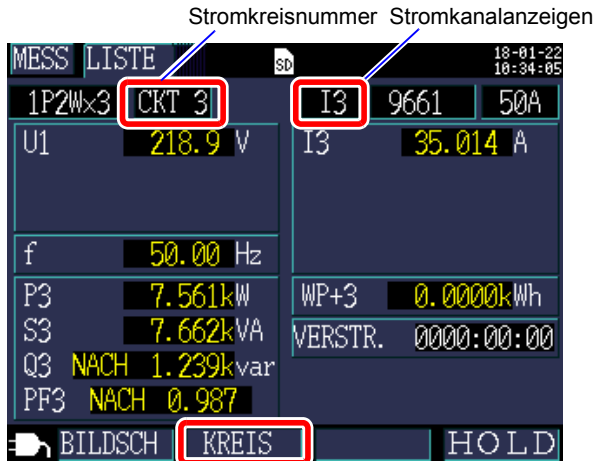 Stromkreisnummer Stromkanalanzeigen
MESS LISTE SD 18-01-22
10:34:05
1P2W×3 CKT 3 I3 9661 50A
U1 218.9 V I3 35.014 A
f 50.00 Hz
P3 7.561kW WP+3 0.0000kWh
S3 7.662kVA VERSTR. 0000:00:00
Q3 NACH 1.239kvar
PF3 NACH 0.987
BILDSCH KREIS HOLD